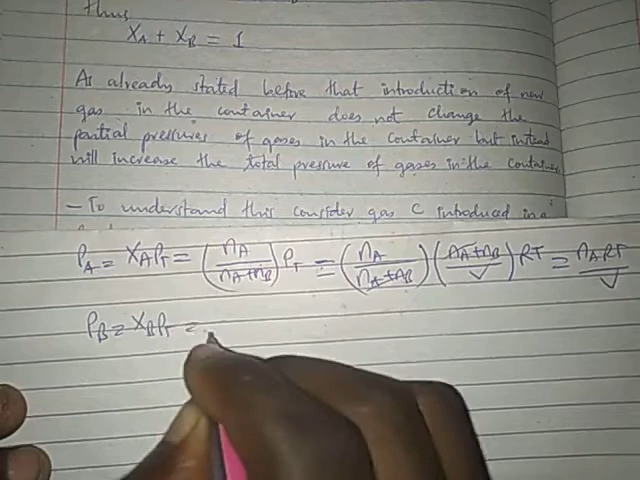 thus
X_A + X_B = 1
As already stated before that introduction of new
gas in the container does not change the
partial pressures of gases in the container but instead
will increase the total pressure of gases in the container
- To understand this consider gas C introduced in a
P_A = X_A P_T = (n_A / n_A + n_B) P_T = (n_A / n_A + n_B) (n_A + n_B / V) RT = n_A RT / V
P_B = X_B P_T =